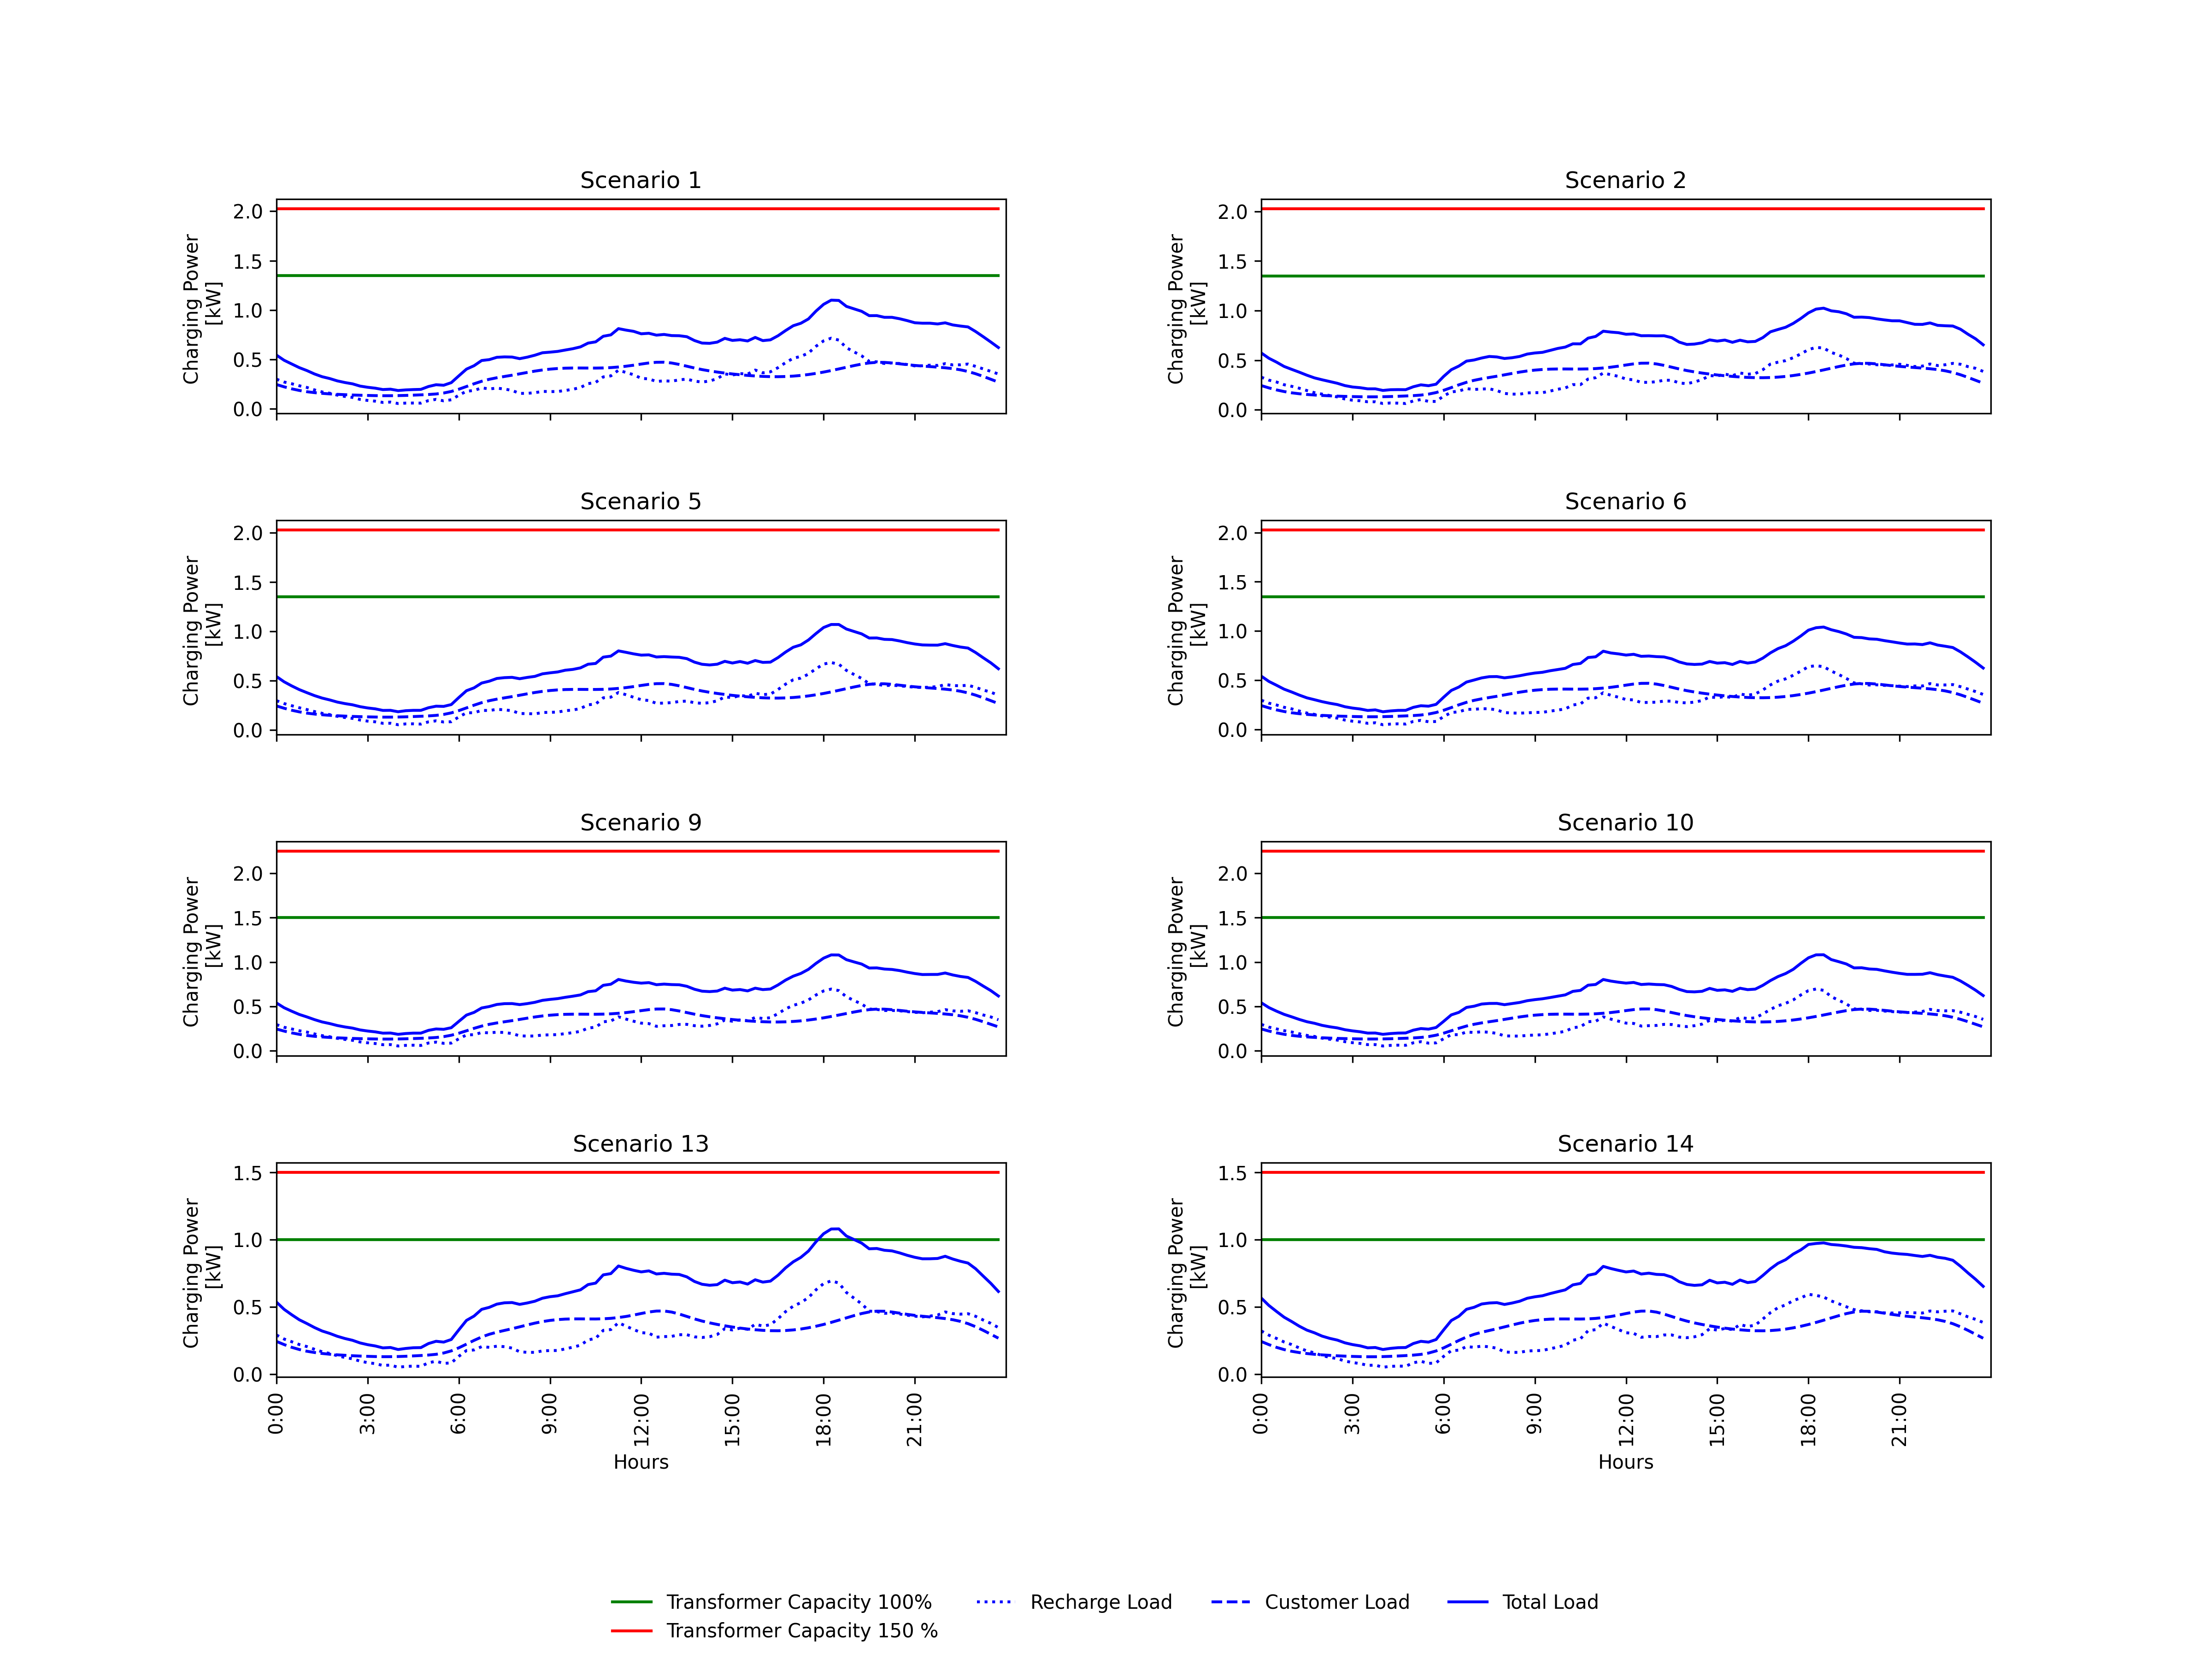 Scenario 1
Charging Power
[kW]
2.0
1.5
1.0
0.5
0.0
Scenario 2
Charging Power
[kW]
2.0
1.5
1.0
0.5
0.0
Scenario 5
Charging Power
[kW]
2.0
1.5
1.0
0.5
0.0
Scenario 6
Charging Power
[kW]
2.0
1.5
1.0
0.5
0.0
Scenario 9
Charging Power
[kW]
2.0
1.5
1.0
0.5
0.0
Scenario 10
Charging Power
[kW]
2.0
1.5
1.0
0.5
0.0
Scenario 13
Charging Power
[kW]
1.5
1.0
0.5
0.0
0:00 3:00 6:00 9:00 12:00 15:00 18:00 21:00
Hours
Scenario 14
Charging Power
[kW]
1.5
1.0
0.5
0.0
0:00 3:00 6:00 9:00 12:00 15:00 18:00 21:00
Hours
Transformer Capacity 100% Recharge Load Customer Load Total Load
Transformer Capacity 150 %